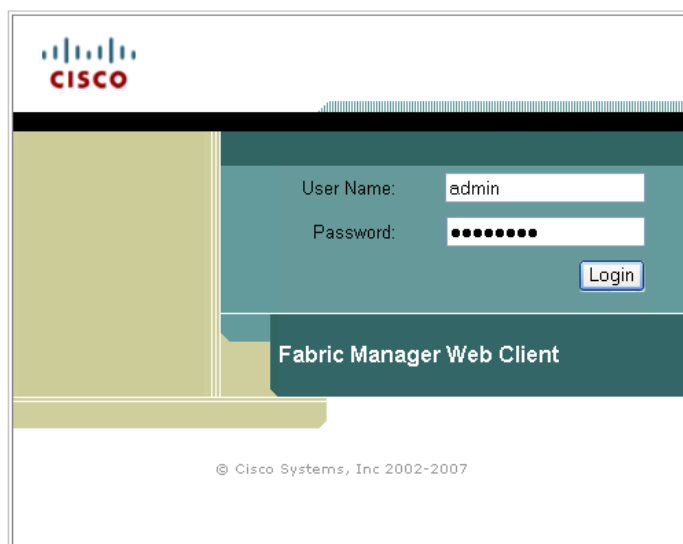 CISCO
User Name: admin
Password: ••••••••
Login
Fabric Manager Web Client
© Cisco Systems, Inc 2002-2007